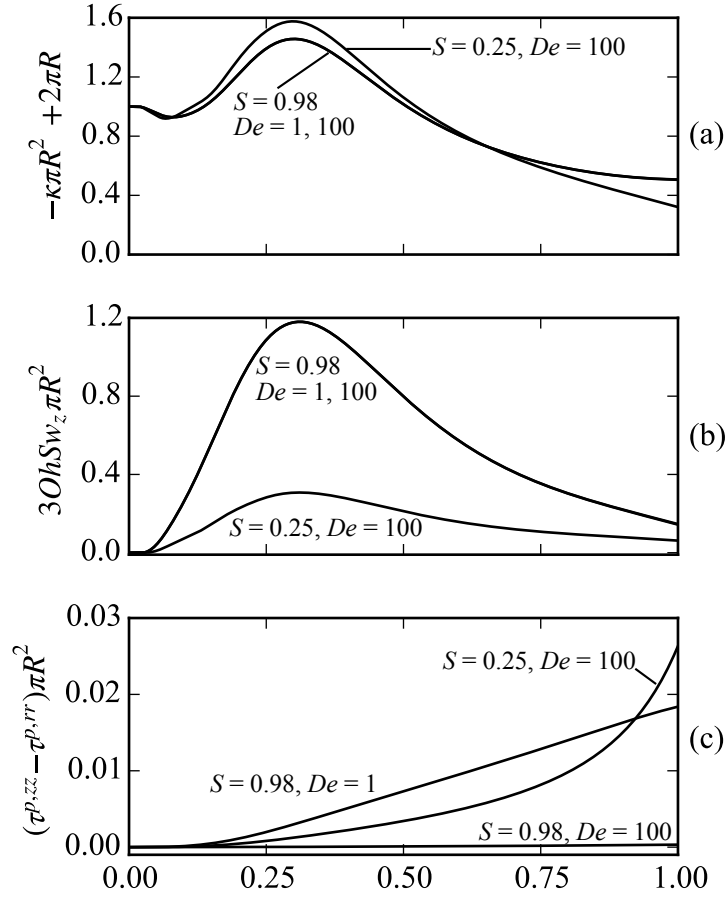 1.6
1.2
0.8
0.4
0.0
−κπR² +2πR
S = 0.25, De = 100
S = 0.98
De = 1, 100
(a)
1.2
0.8
0.4
0.0
3OhSw_z πR²
S = 0.98
De = 1, 100
S = 0.25, De = 100
(b)
0.03
0.02
0.01
0.00
(τ^{p,zz} − τ^{p,rr})πR²
S = 0.25, De = 100
S = 0.98, De = 1
S = 0.98, De = 100
(c)
0.00 0.25 0.50 0.75 1.00